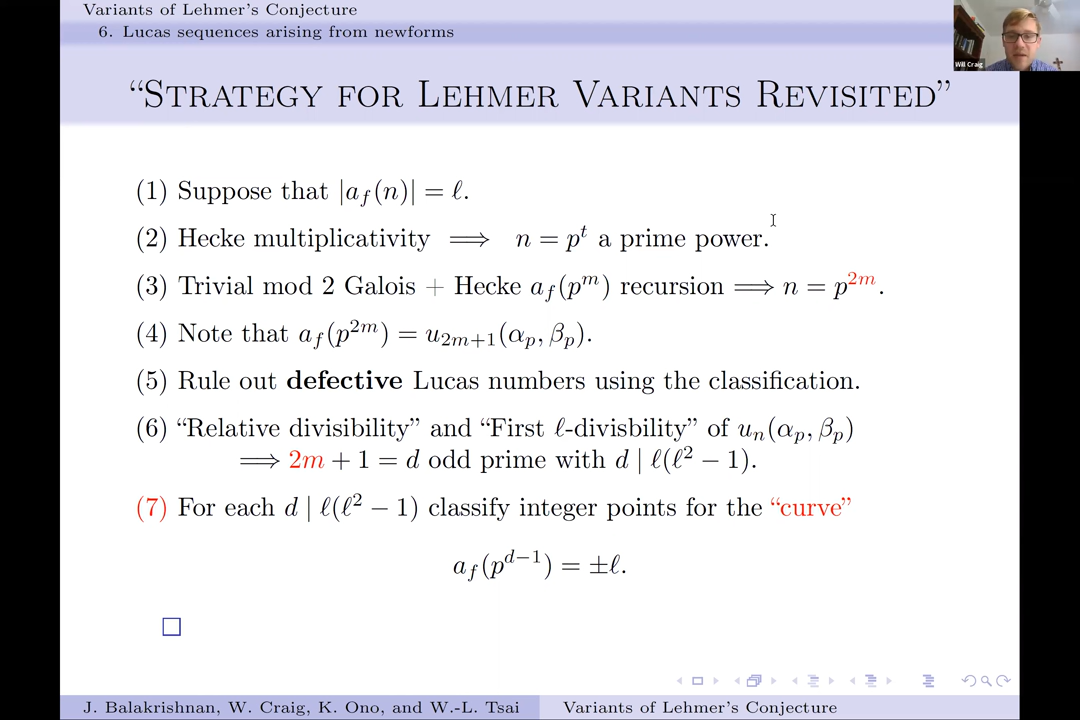 Variants of Lehmer's Conjecture
6. Lucas sequences arising from newforms
Will Craig
“Strategy for Lehmer Variants Revisited”
(1) Suppose that |a_f(n)| = ℓ.
(2) Hecke multiplicativity ⟹ n = p^t a prime power.
(3) Trivial mod 2 Galois + Hecke a_f(p^m) recursion ⟹ n = p^{2m}.
(4) Note that a_f(p^{2m}) = u_{2m+1}(α_p, β_p).
(5) Rule out defective Lucas numbers using the classification.
(6) “Relative divisibility” and “First ℓ-divisbility” of u_n(α_p, β_p)
⟹ 2m + 1 = d odd prime with d | ℓ(ℓ² − 1).
(7) For each d | ℓ(ℓ² − 1) classify integer points for the “curve”
a_f(p^{d−1}) = ±ℓ.
J. Balakrishnan, W. Craig, K. Ono, and W.-L. Tsai
Variants of Lehmer's Conjecture